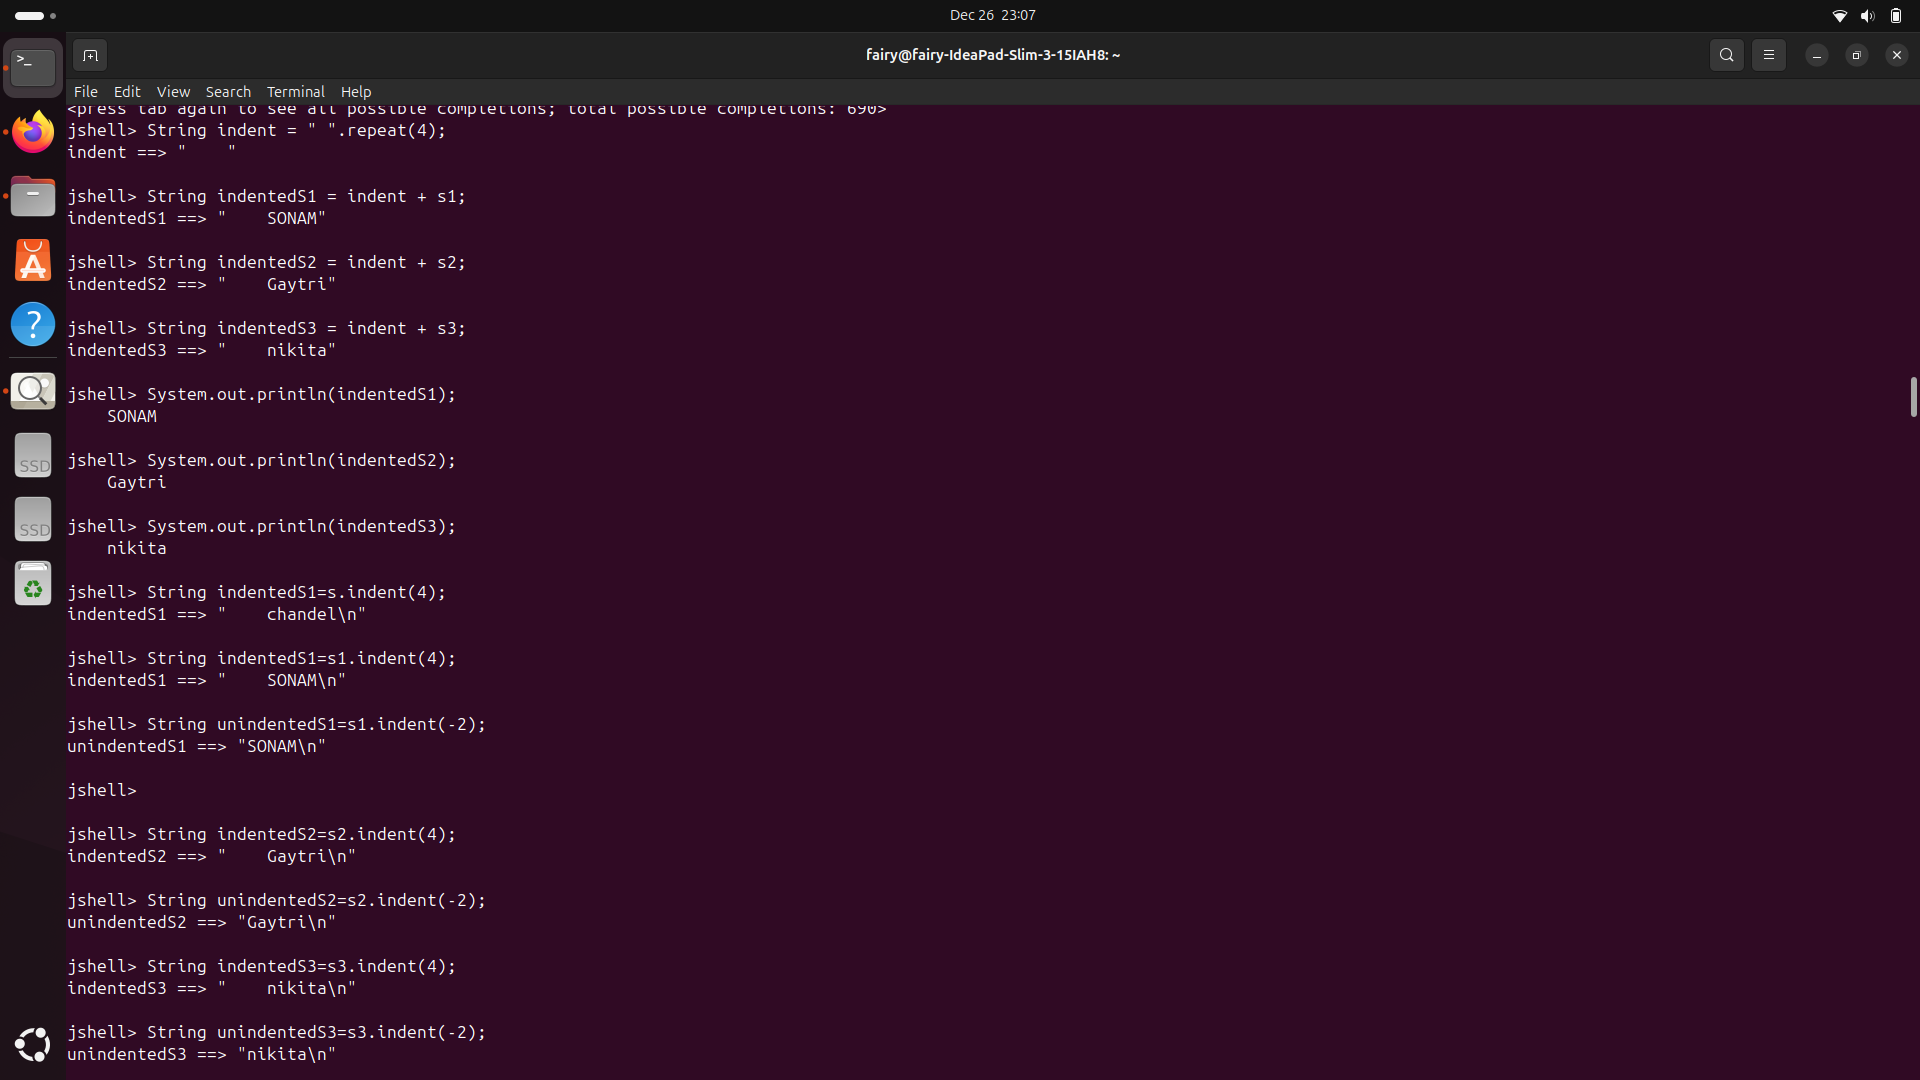 Dec 26 23:07
fairy@fairy-IdeaPad-Slim-3-15IAH8: ~
File Edit View Search Terminal Help
<press tab again to see all possible completions; total possible completions: 690>
jshell> String indent = " ".repeat(4);
indent ==> "    "
jshell> String indentedS1 = indent + s1;
indentedS1 ==> "    SONAM"
jshell> String indentedS2 = indent + s2;
indentedS2 ==> "    Gaytri"
jshell> String indentedS3 = indent + s3;
indentedS3 ==> "    nikita"
jshell> System.out.println(indentedS1);
    SONAM
jshell> System.out.println(indentedS2);
    Gaytri
jshell> System.out.println(indentedS3);
    nikita
jshell> String indentedS1=s.indent(4);
indentedS1 ==> "    chandel\n"
jshell> String indentedS1=s1.indent(4);
indentedS1 ==> "    SONAM\n"
jshell> String unindentedS1=s1.indent(-2);
unindentedS1 ==> "SONAM\n"
jshell>
jshell> String indentedS2=s2.indent(4);
indentedS2 ==> "    Gaytri\n"
jshell> String unindentedS2=s2.indent(-2);
unindentedS2 ==> "Gaytri\n"
jshell> String indentedS3=s3.indent(4);
indentedS3 ==> "    nikita\n"
jshell> String unindentedS3=s3.indent(-2);
unindentedS3 ==> "nikita\n"
>_
A
?
SSD
SSD